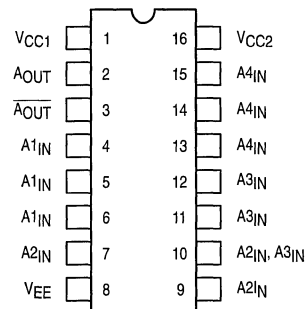 VCC1 1 16 VCC2
AOUT 2 15 A4IN
A̅O̅U̅T̅ 3 14 A4IN
A1IN 4 13 A4IN
A1IN 5 12 A3IN
A1IN 6 11 A3IN
A2IN 7 10 A2IN, A3IN
VEE 8 9 A2IN